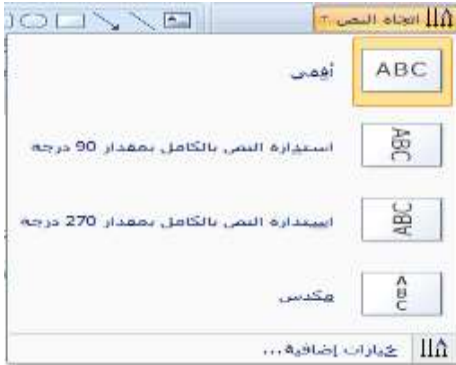 اتجاه النص
ABC أفقي
ABC استدارة النص بالكامل بمقدار 90 درجة
ABC استدارة النص بالكامل بمقدار 270 درجة
ABC مكدس
خيارات إضافية...